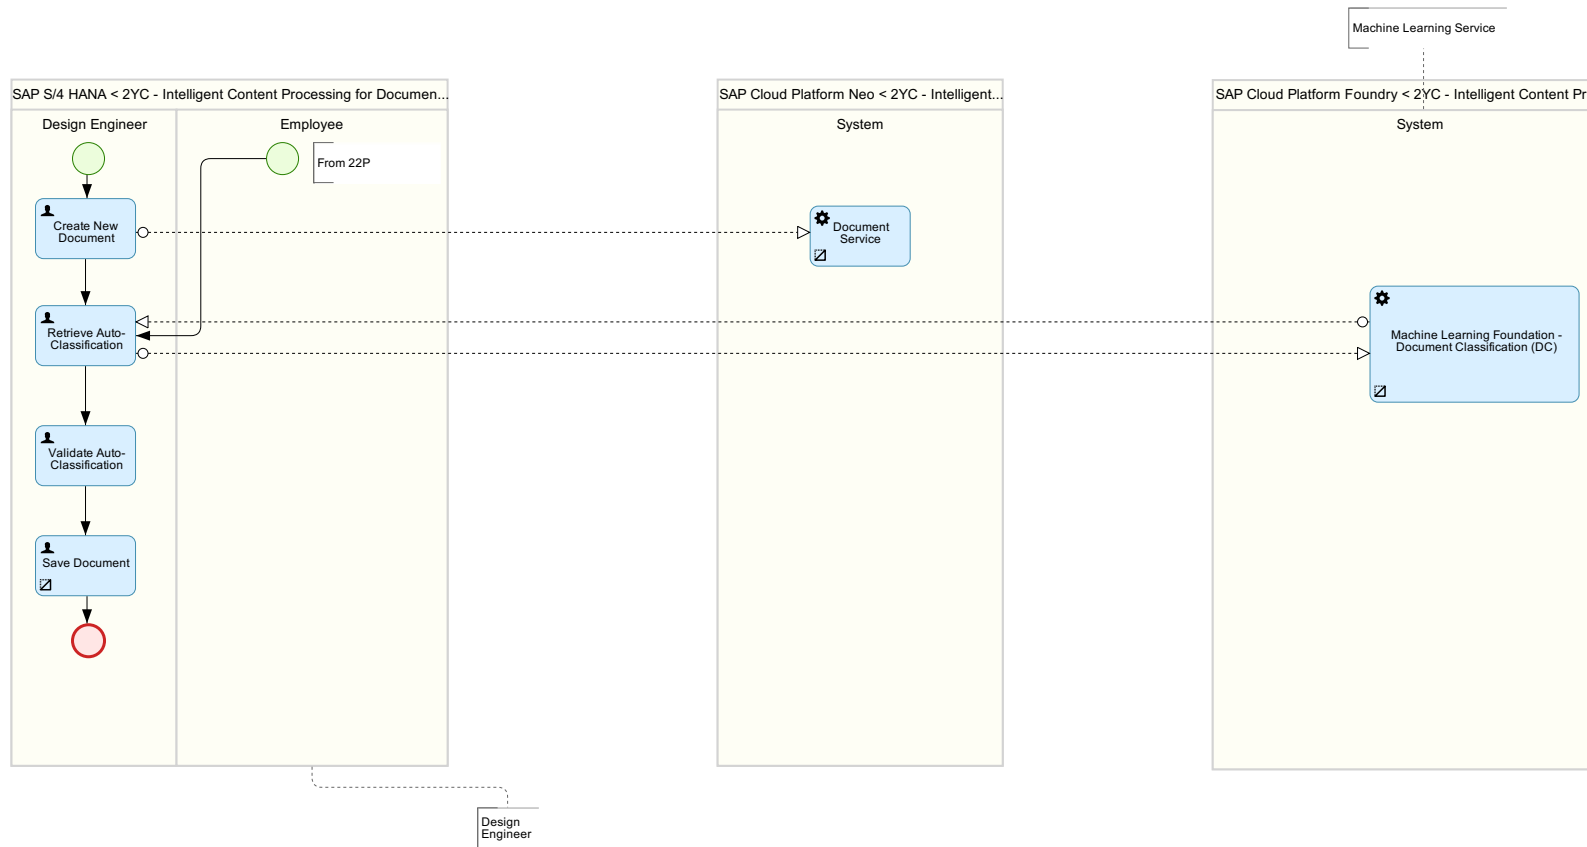 Machine Learning Service
SAP S/4 HANA < 2YC - Intelligent Content Processing for Documen...
SAP Cloud Platform Neo < 2YC - Intelligent...
SAP Cloud Platform Foundry < 2YC - Intelligent Content Pr
Design Engineer
Employee
System
System
From 22P
Create New
Document
Document
Service
Retrieve Auto-
Classification
Machine Learning Foundation -
Document Classification (DC)
Validate Auto-
Classification
Save Document
Design
Engineer